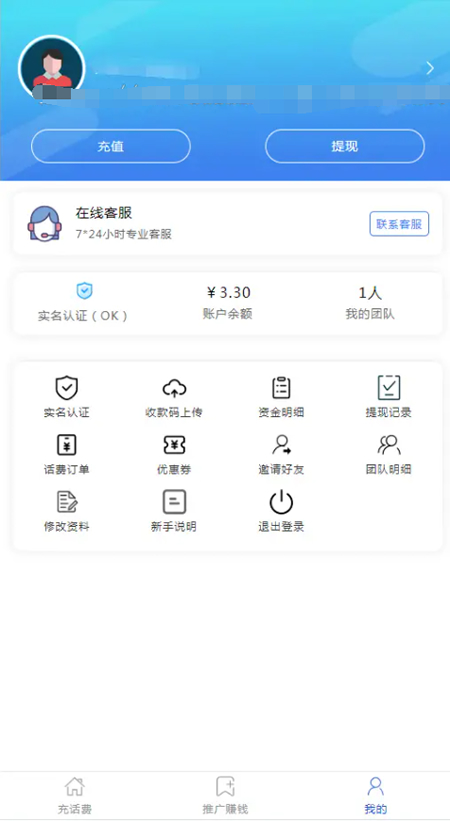 充值 提现
在线客服
7*24小时专业客服
联系客服
¥3.30 1人
实名认证（OK） 账户余额 我的团队
实名认证 收款码上传 资金明细 提现记录
话费订单 优惠券 邀请好友 团队明细
修改资料 新手说明 退出登录
充话费 推广赚钱 我的